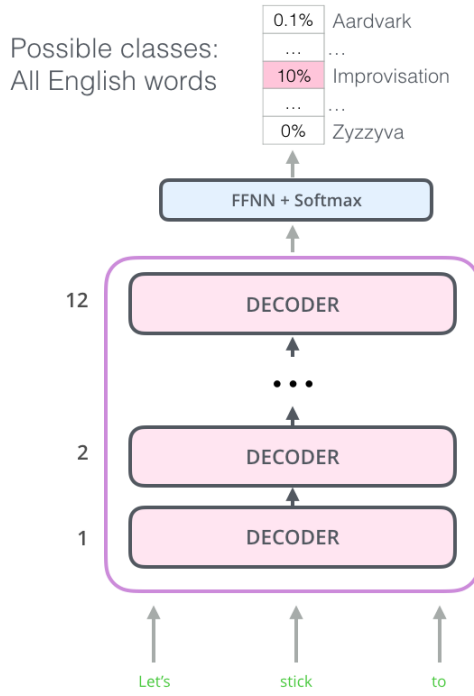 Possible classes:
All English words
0.1% Aardvark
... ...
10% Improvisation
... ...
0% Zyzzyva
FFNN + Softmax
12 DECODER
...
2 DECODER
1 DECODER
Let's stick to